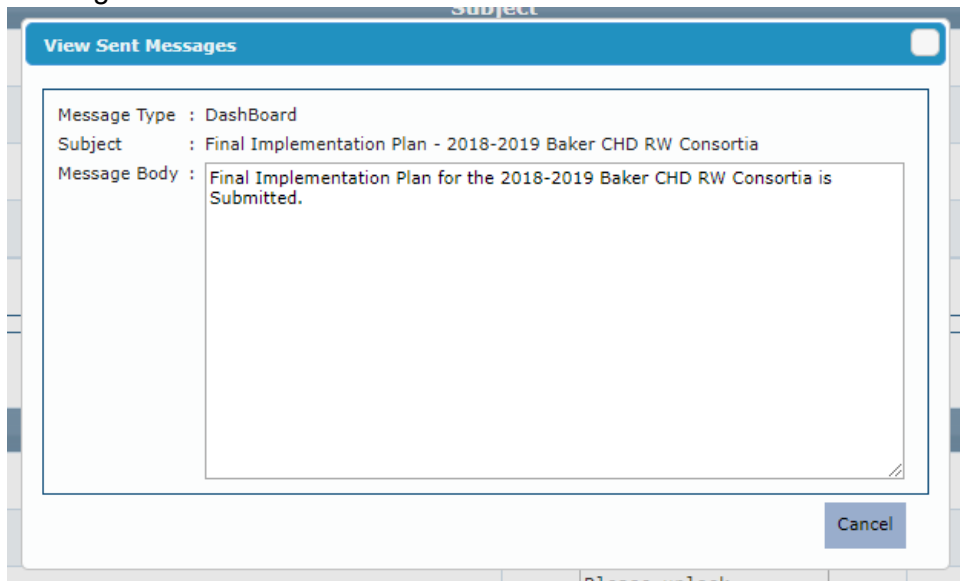 Subject
View Sent Messages
Message Type : DashBoard
Subject : Final Implementation Plan - 2018-2019 Baker CHD RW Consortia
Message Body : Final Implementation Plan for the 2018-2019 Baker CHD RW Consortia is
Submitted.
Cancel